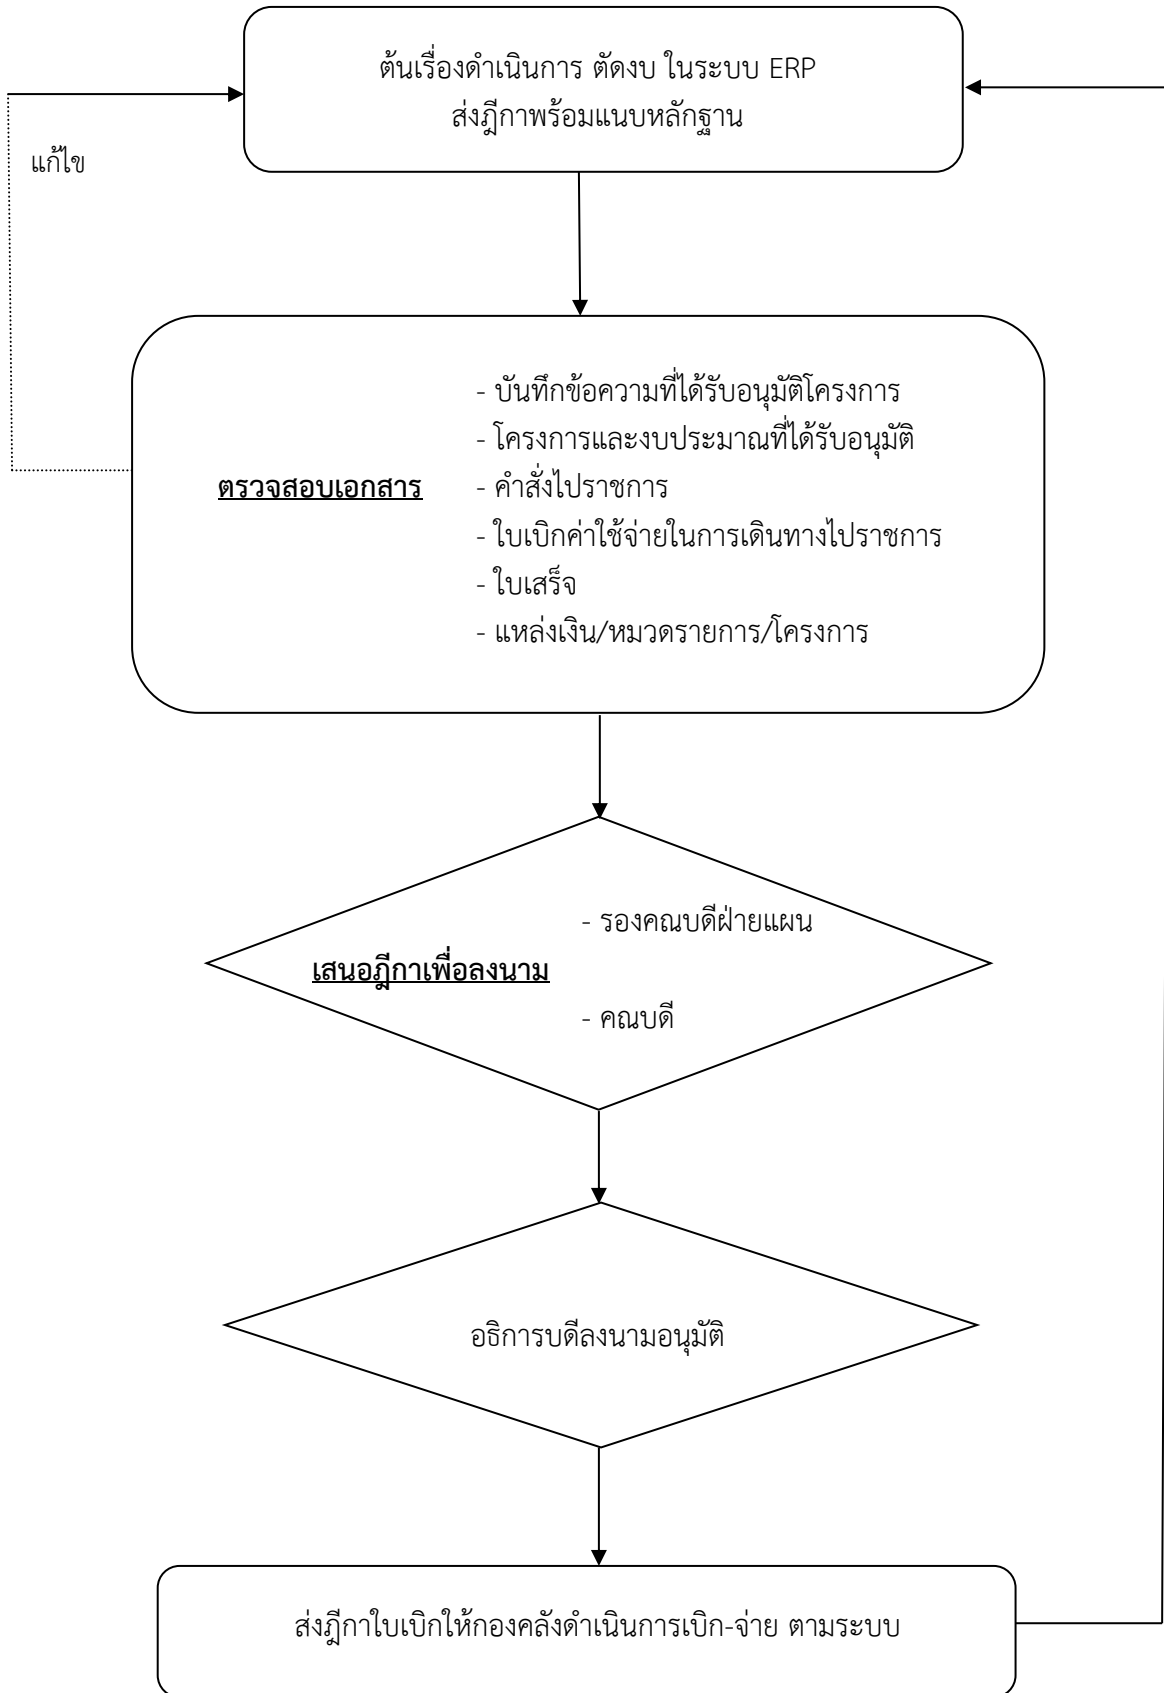 ต้นเรื่องดำเนินการ ตัดงบ ในระบบ ERP
ส่งฎีกาพร้อมแนบหลักฐาน
แก้ไข
- บันทึกข้อความที่ได้รับอนุมัติโครงการ
- โครงการและงบประมาณที่ได้รับอนุมัติ
ตรวจสอบเอกสาร - คำสั่งไปราชการ
- ใบเบิกค่าใช้จ่ายในการเดินทางไปราชการ
- ใบเสร็จ
- แหล่งเงิน/หมวดรายการ/โครงการ
- รองคณบดีฝ่ายแผน
เสนอฎีกาเพื่อลงนาม
- คณบดี
อธิการบดีลงนามอนุมัติ
ส่งฎีกาใบเบิกให้กองคลังดำเนินการเบิก-จ่าย ตามระบบ